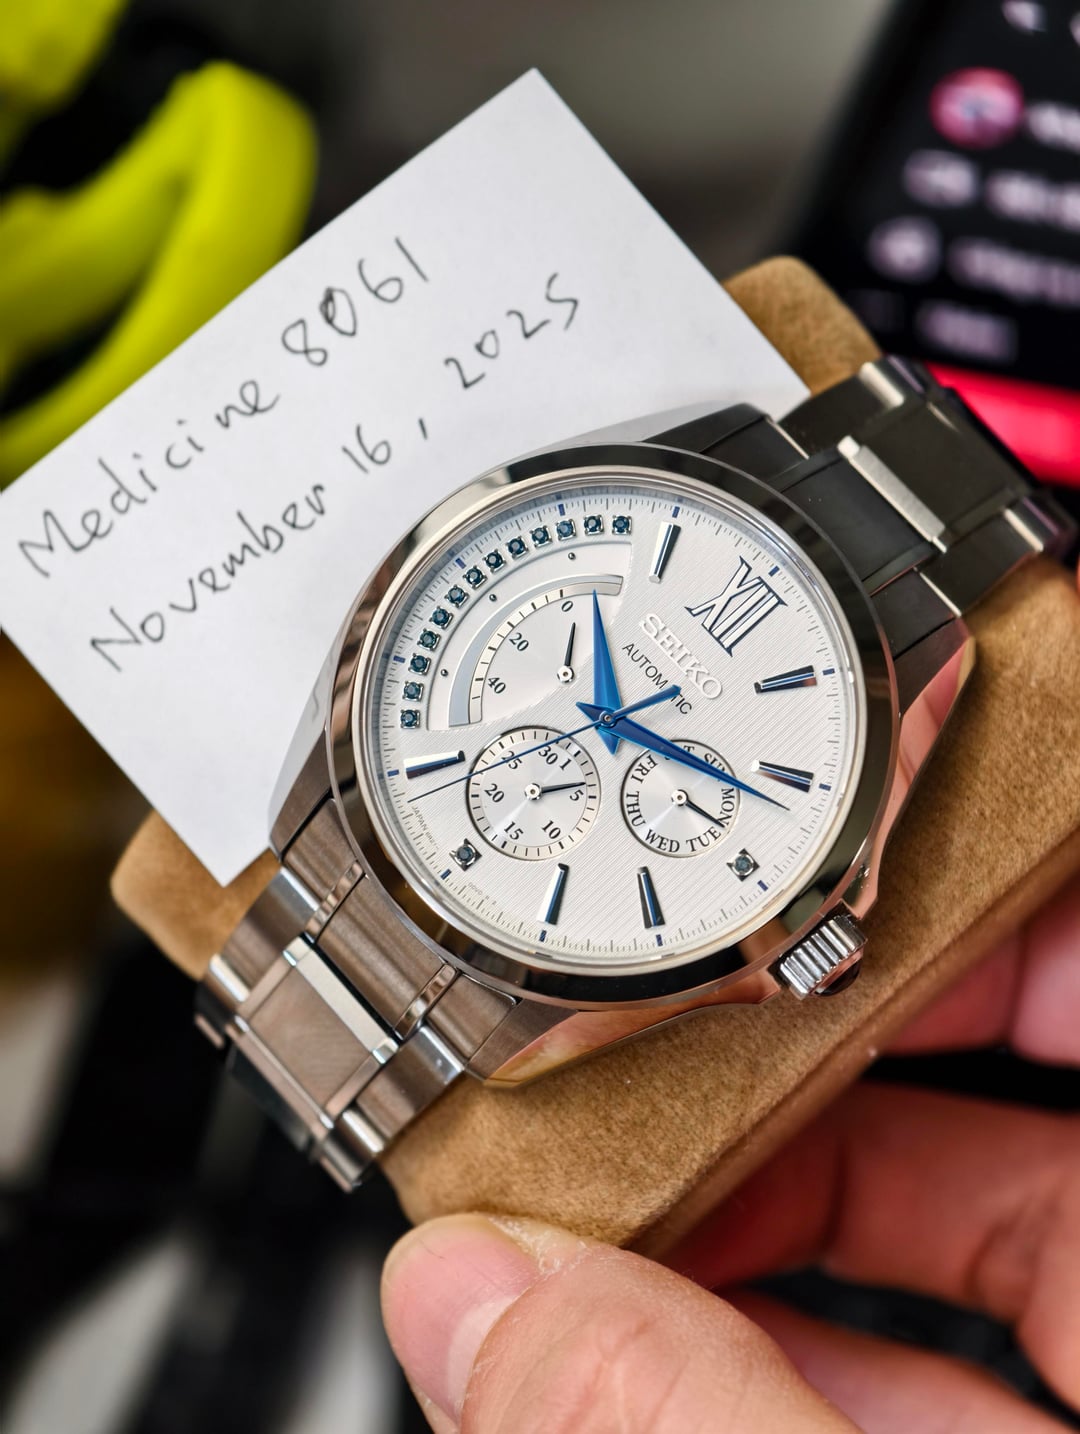 Medicine 8061
November 16, 2025
XII
SEIKO
AUTOMATIC
0
20
40
30 1
25
5
20
10
15
SUN
MON
TUE
WED
THU
FRI
JAPAN